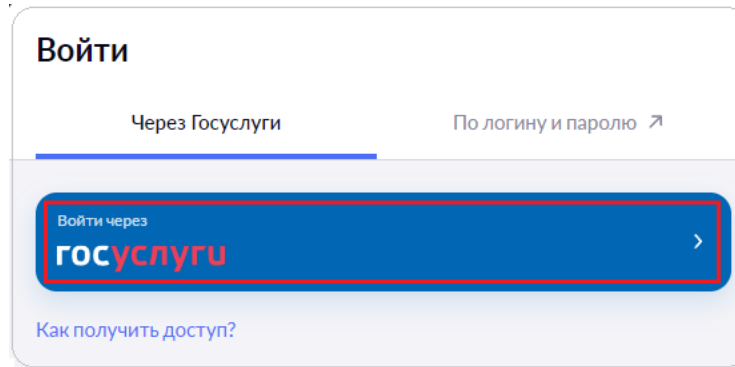 Войти
Через Госуслуги
По логину и паролю
Войти через
госуслуги
Как получить доступ?